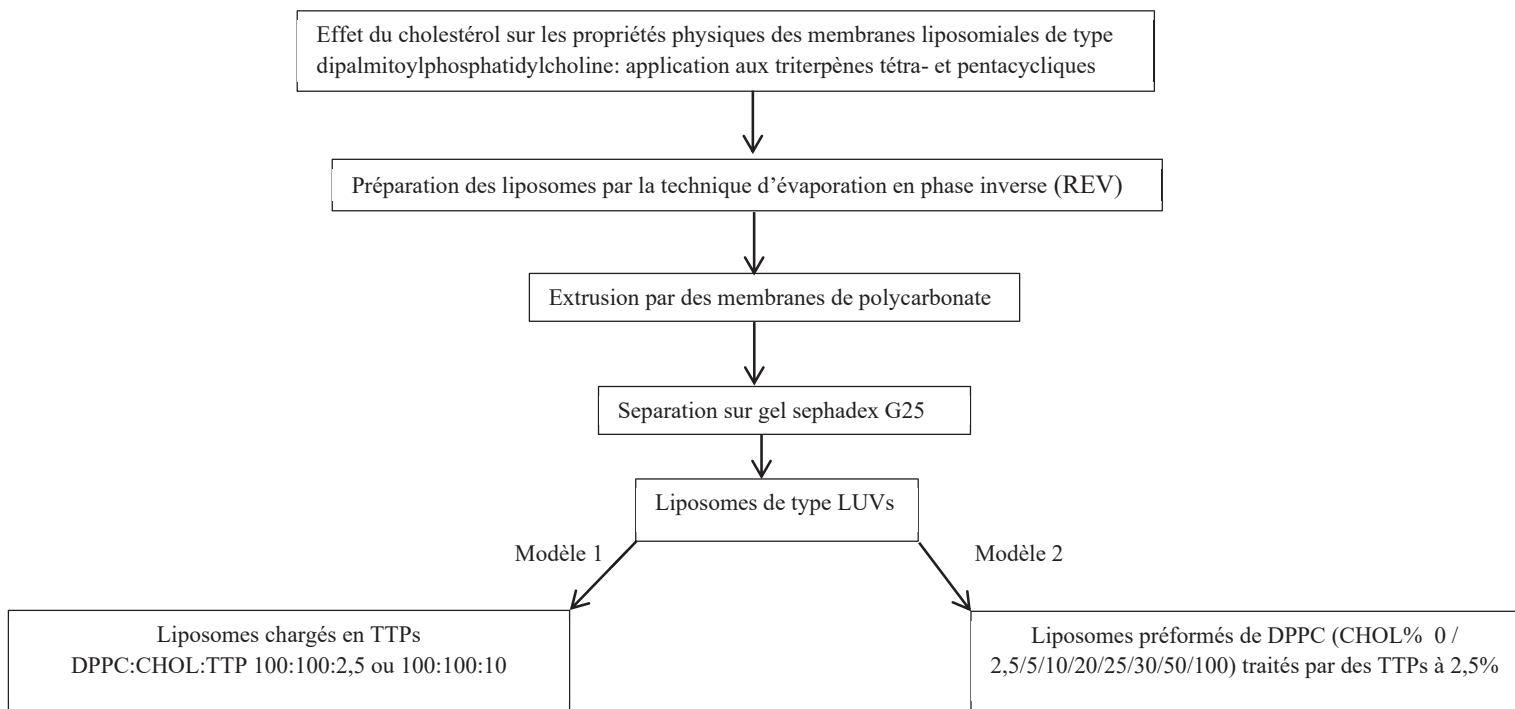 Effet du cholestérol sur les propriétés physiques des membranes liposomiales de type
dipalmitoylphosphatidylcholine: application aux triterpènes tétra- et pentacycliques
Préparation des liposomes par la technique d’évaporation en phase inverse (REV)
Extrusion par des membranes de polycarbonate
Separation sur gel sephadex G25
Liposomes de type LUVs
Modèle 1
Modèle 2
Liposomes chargés en TTPs
DPPC:CHOL:TTP 100:100:2,5 ou 100:100:10
Liposomes préformés de DPPC (CHOL% 0 /
2,5/5/10/20/25/30/50/100) traités par des TTPs à 2,5%